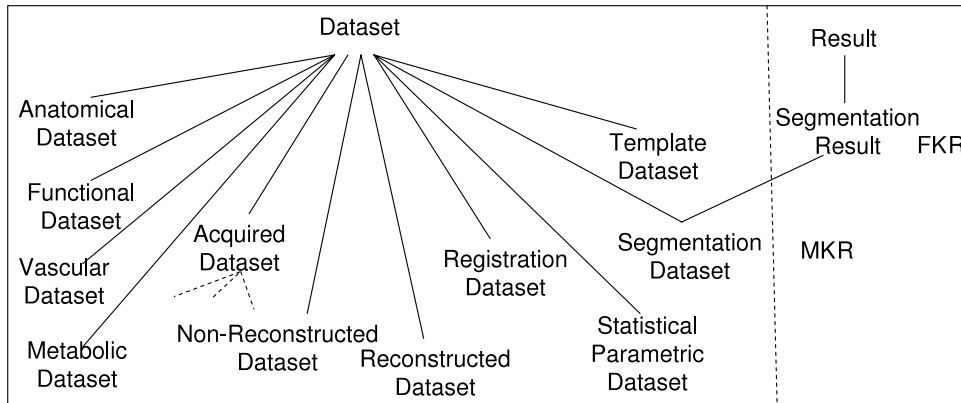 Dataset
Result
Anatomical
Dataset
Template
Dataset
Segmentation
Result
FKR
Functional
Dataset
Acquired
Dataset
Registration
Dataset
Segmentation
Dataset
MKR
Vascular
Dataset
Metabolic
Dataset
Non-Reconstructed
Dataset
Reconstructed
Dataset
Statistical
Parametric
Dataset